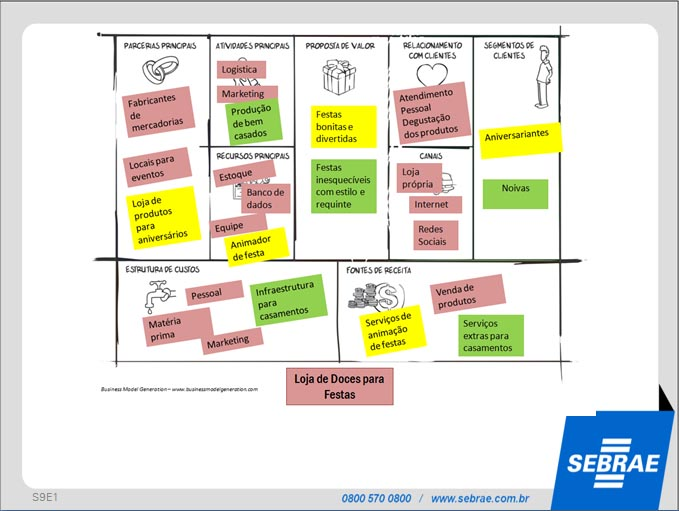 PARCERIAS PRINCIPAIS
Fabricantes
de
mercadorias
Locais para
eventos
Loja de
produtos
para
aniversários
ATIVIDADES PRINCIPAIS
Logistica
Marketing
Produção
de bem
casados
RECURSOS PRINCIPAIS
Estoque
Banco de
dados
Equipe
Animador
de festa
PROPOSTA DE VALOR
Festas
bonitas e
divertidas
Festas
inesquecíveis
com estilo e
requinte
RELACIONAMENTO
COM CLIENTES
Atendimento
Pessoal
Degustação
dos produtos
CANAIS
Loja
própria
Internet
Redes
Sociais
SEGMENTOS DE
CLIENTES
Aniversariantes
Noivas
ESTRUTURA DE CUSTOS
Pessoal
Matéria
prima
Marketing
Infraestrutura
para
casamentos
FONTES DE RECEITA
Serviços de
animação
de festas
Venda de
produtos
Serviços
extras para
casamentos
Business Model Generation – www.businessmodelgeneration.com
Loja de Doces para
Festas
SEBRAE
S9E1
0800 570 0800 / www.sebrae.com.br